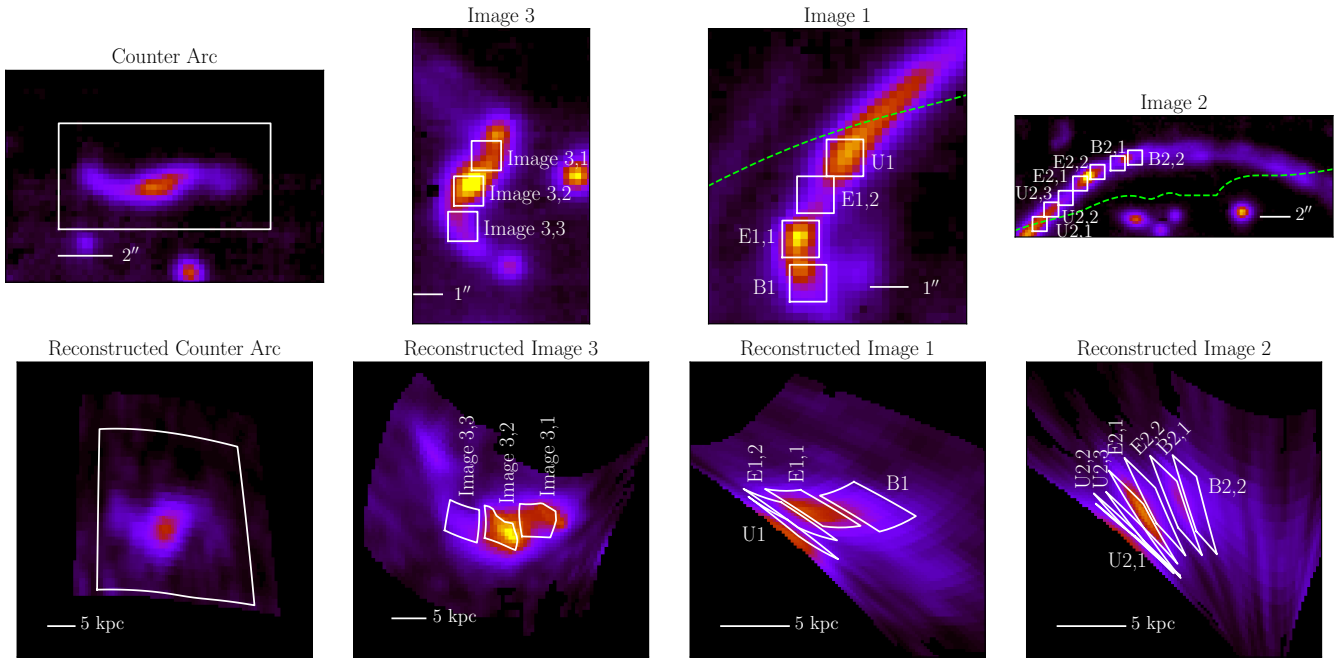 Counter Arc
2″
Image 3
Image 3,1
Image 3,2
Image 3,3
1″
Image 1
U1
E1,2
E1,1
B1
1″
Image 2
B2,1
E2,2
B2,2
E2,1
U2,3
U2,2
U2,1
2″
Reconstructed Counter Arc
5 kpc
Reconstructed Image 3
Image 3,3
Image 3,2
Image 3,1
5 kpc
Reconstructed Image 1
E1,2
E1,1
B1
U1
5 kpc
Reconstructed Image 2
U2,2
U2,3
E2,1
E2,2
B2,1
B2,2
U2,1
5 kpc